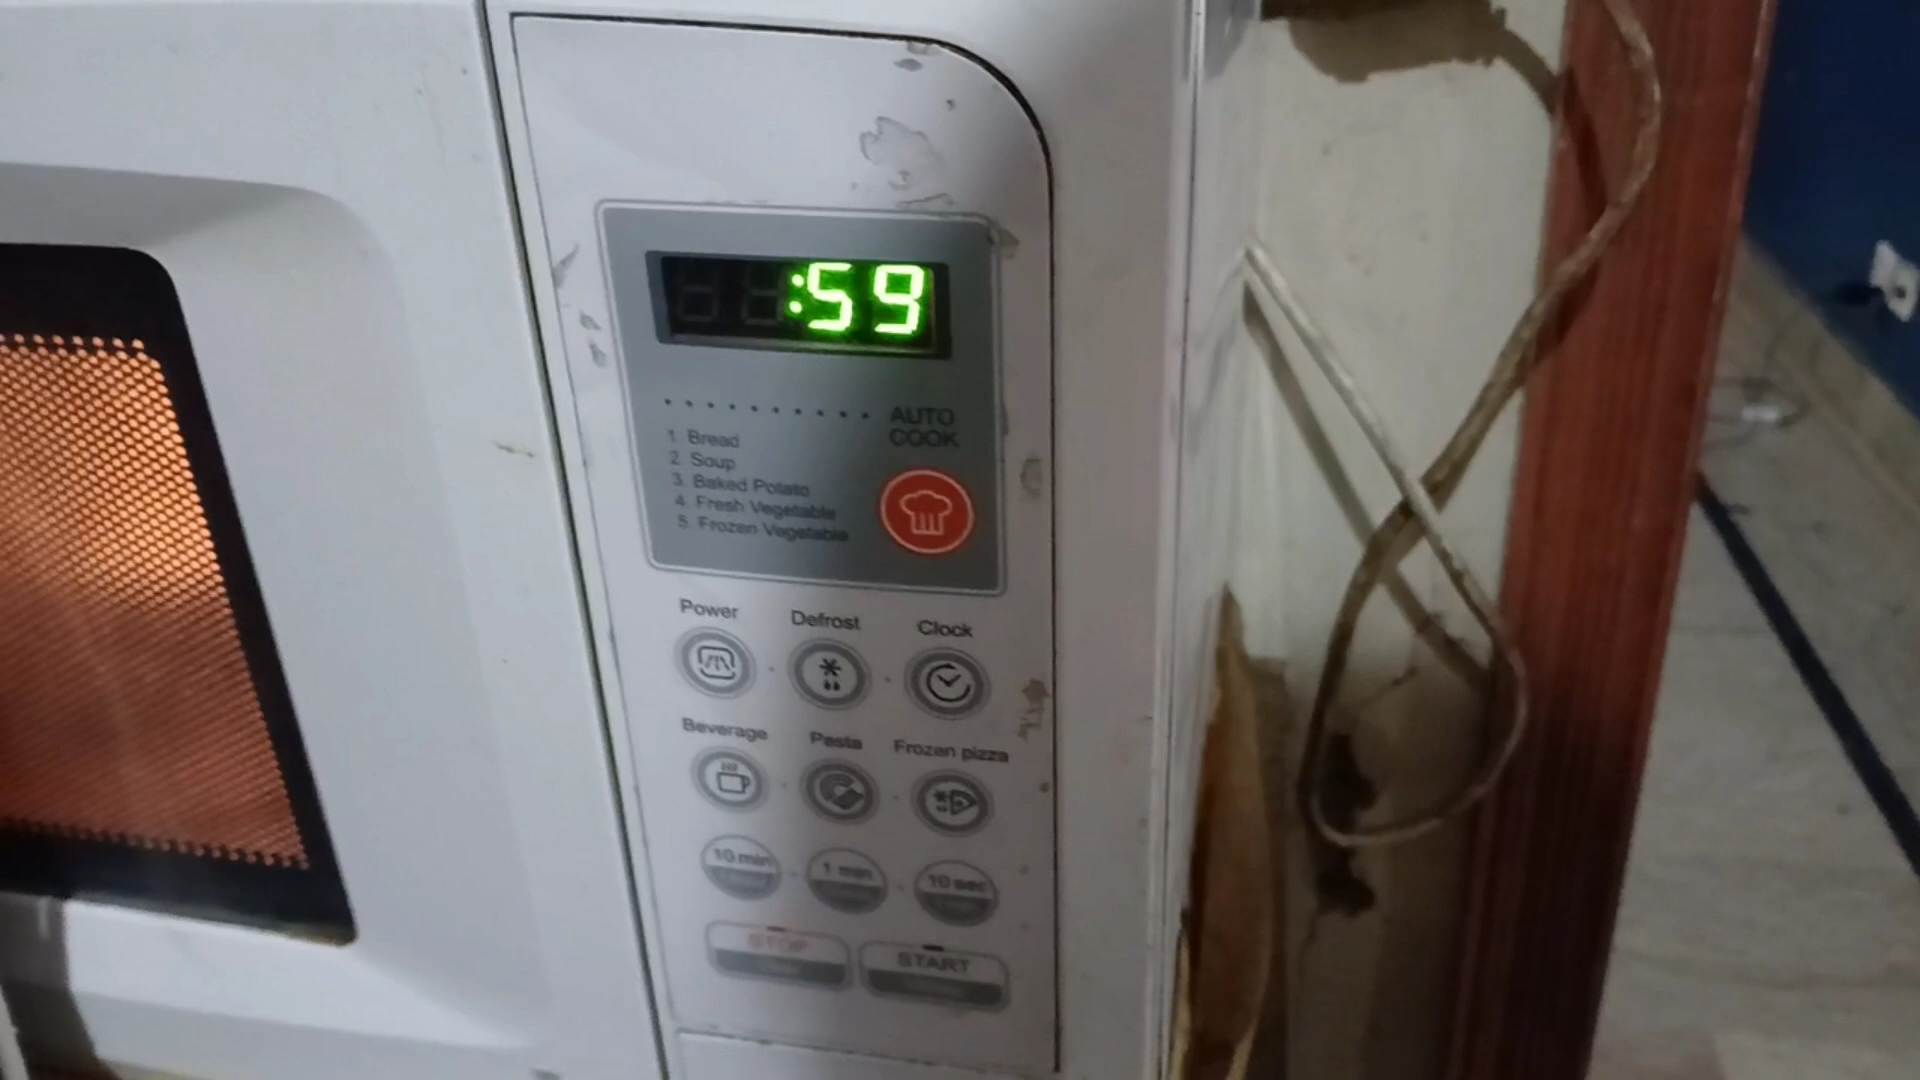 :59
AUTO
COOK
1 Bread
2. Soup
3. Baked Potato
4. Fresh Vegetable
5. Frozen Vegetable
Power Defrost Clock
Beverage Pasta Frozen pizza
10 min 1 min 10 sec
STOP START